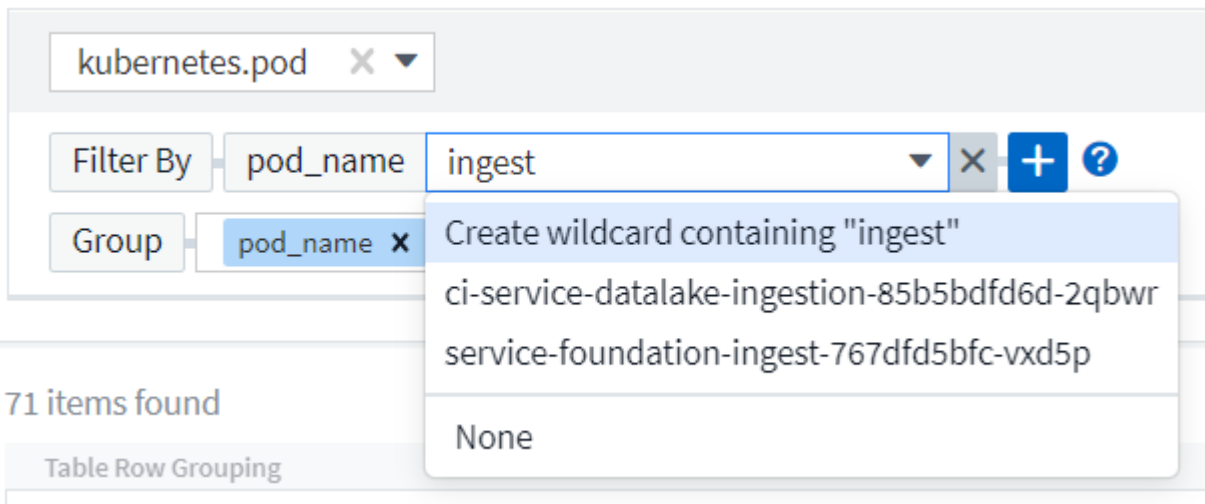 kubernetes.pod
Filter By pod_name ingest
Group pod_name
Create wildcard containing "ingest"
ci-service-datalake-ingestion-85b5bdfd6d-2qbwr
service-foundation-ingest-767dfd5bfc-vxd5p
None
71 items found
Table Row Grouping